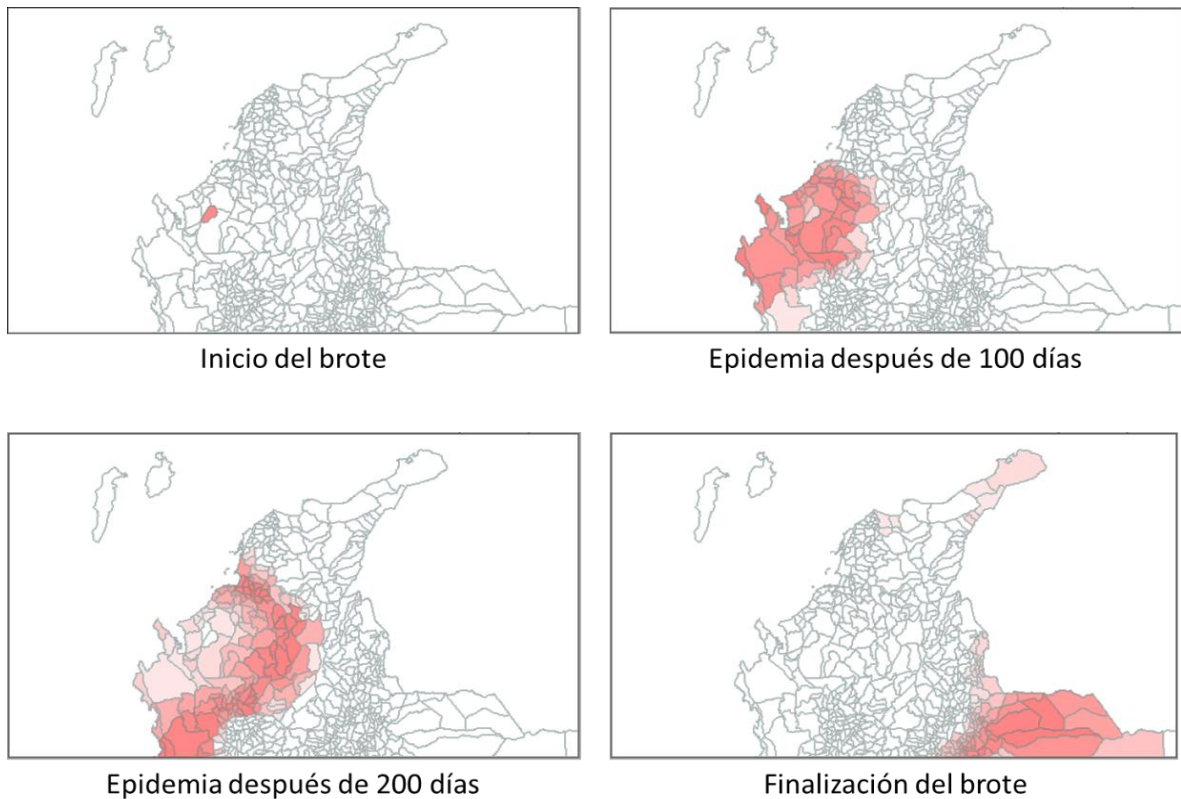 Inicio del brote
Epidemia después de 100 días
Epidemia después de 200 días
Finalización del brote